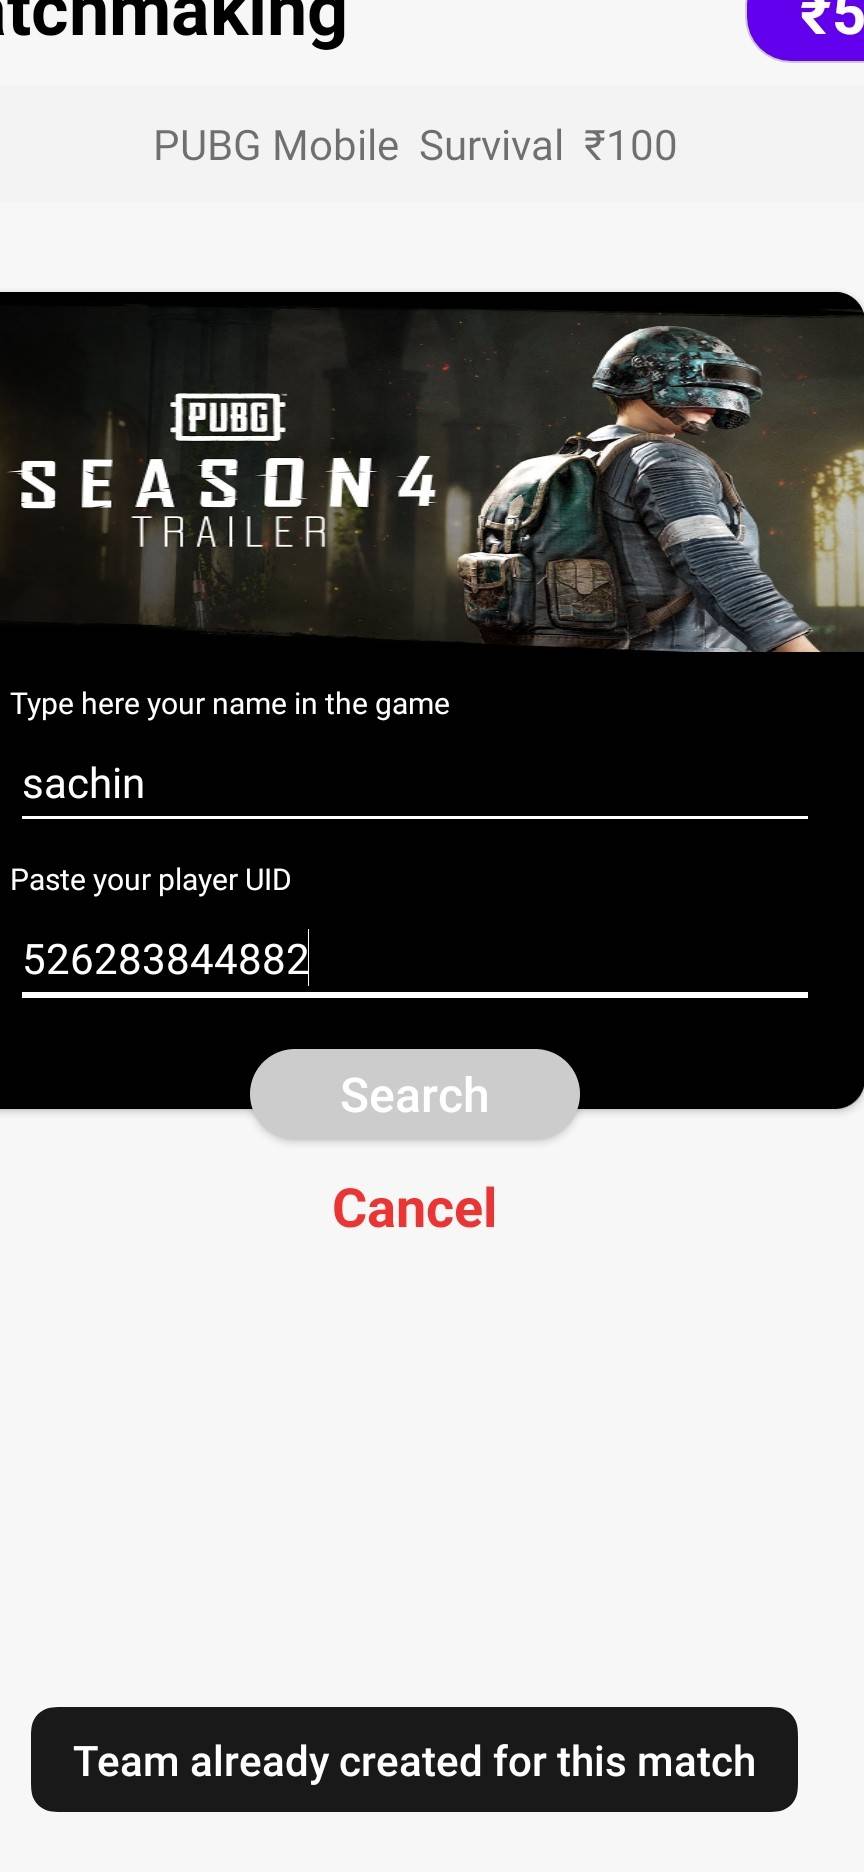 atchmaking
₹5
PUBG Mobile Survival ₹100
PUBG
SEASON 4
TRAILER
Type here your name in the game
sachin
Paste your player UID
526283844882
Search
Cancel
Team already created for this match